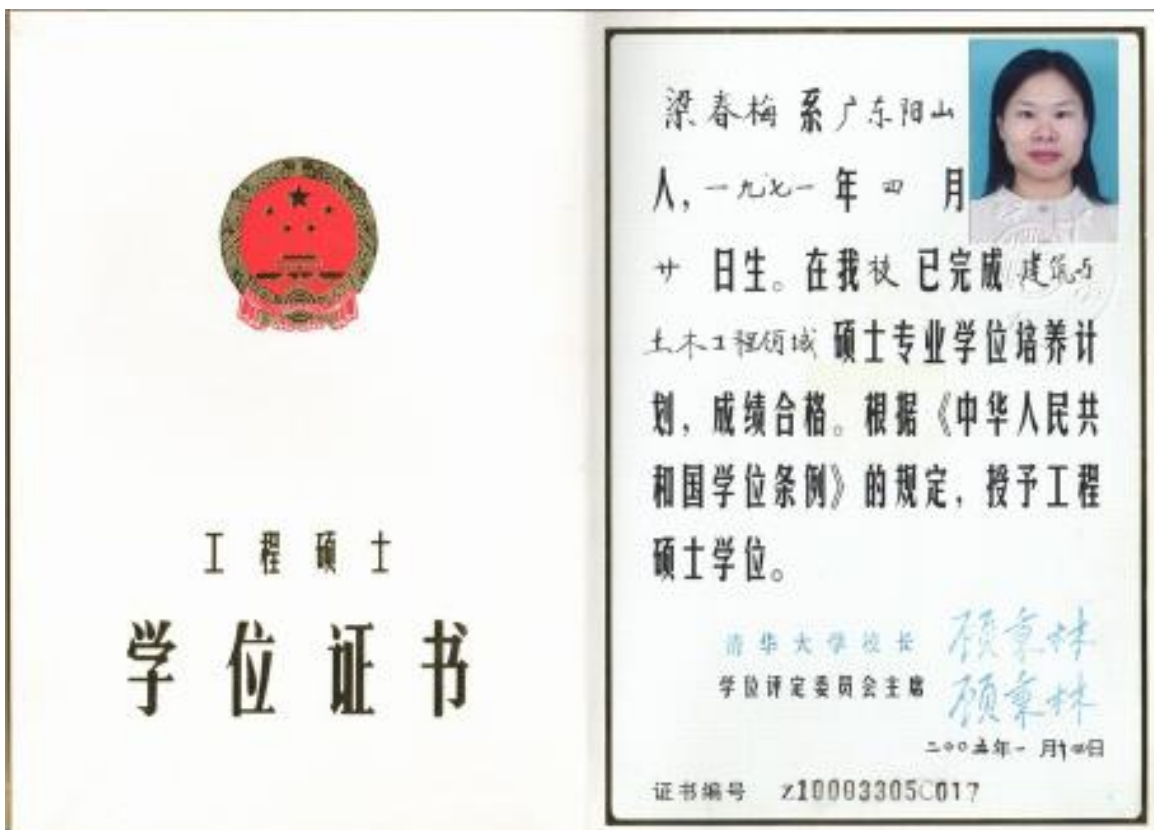 工程硕士
学位证书
梁春梅 系 广东阳山
人，一九七一 年 四 月
廿 日生。在我校 已完成 建筑与
土木工程领域 硕士专业学位培养计
划，成绩合格。根据《中华人民共
和国学位条例》的规定，授予工程
硕士学位。
清华大学校长 顾秉林
学位评定委员会主席 顾秉林
二〇〇五年一月十四日
证书编号 Z10003305C017